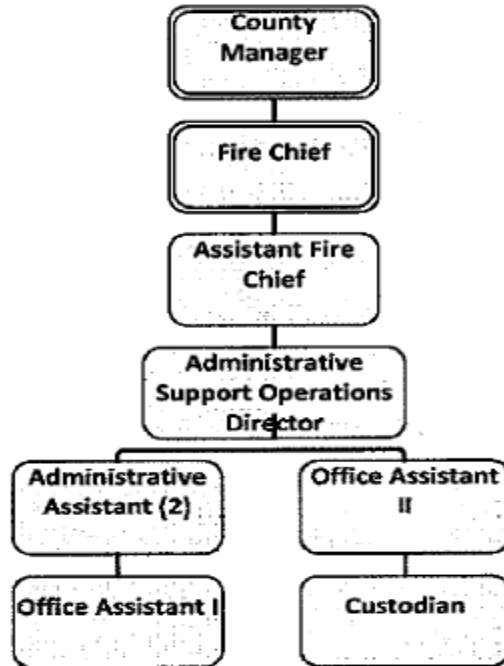 County
Manager
Fire Chief
Assistant Fire
Chief
Administrative
Support Operations
Director
Administrative
Assistant (2)
Office Assistant
II
Office Assistant I
Custodian